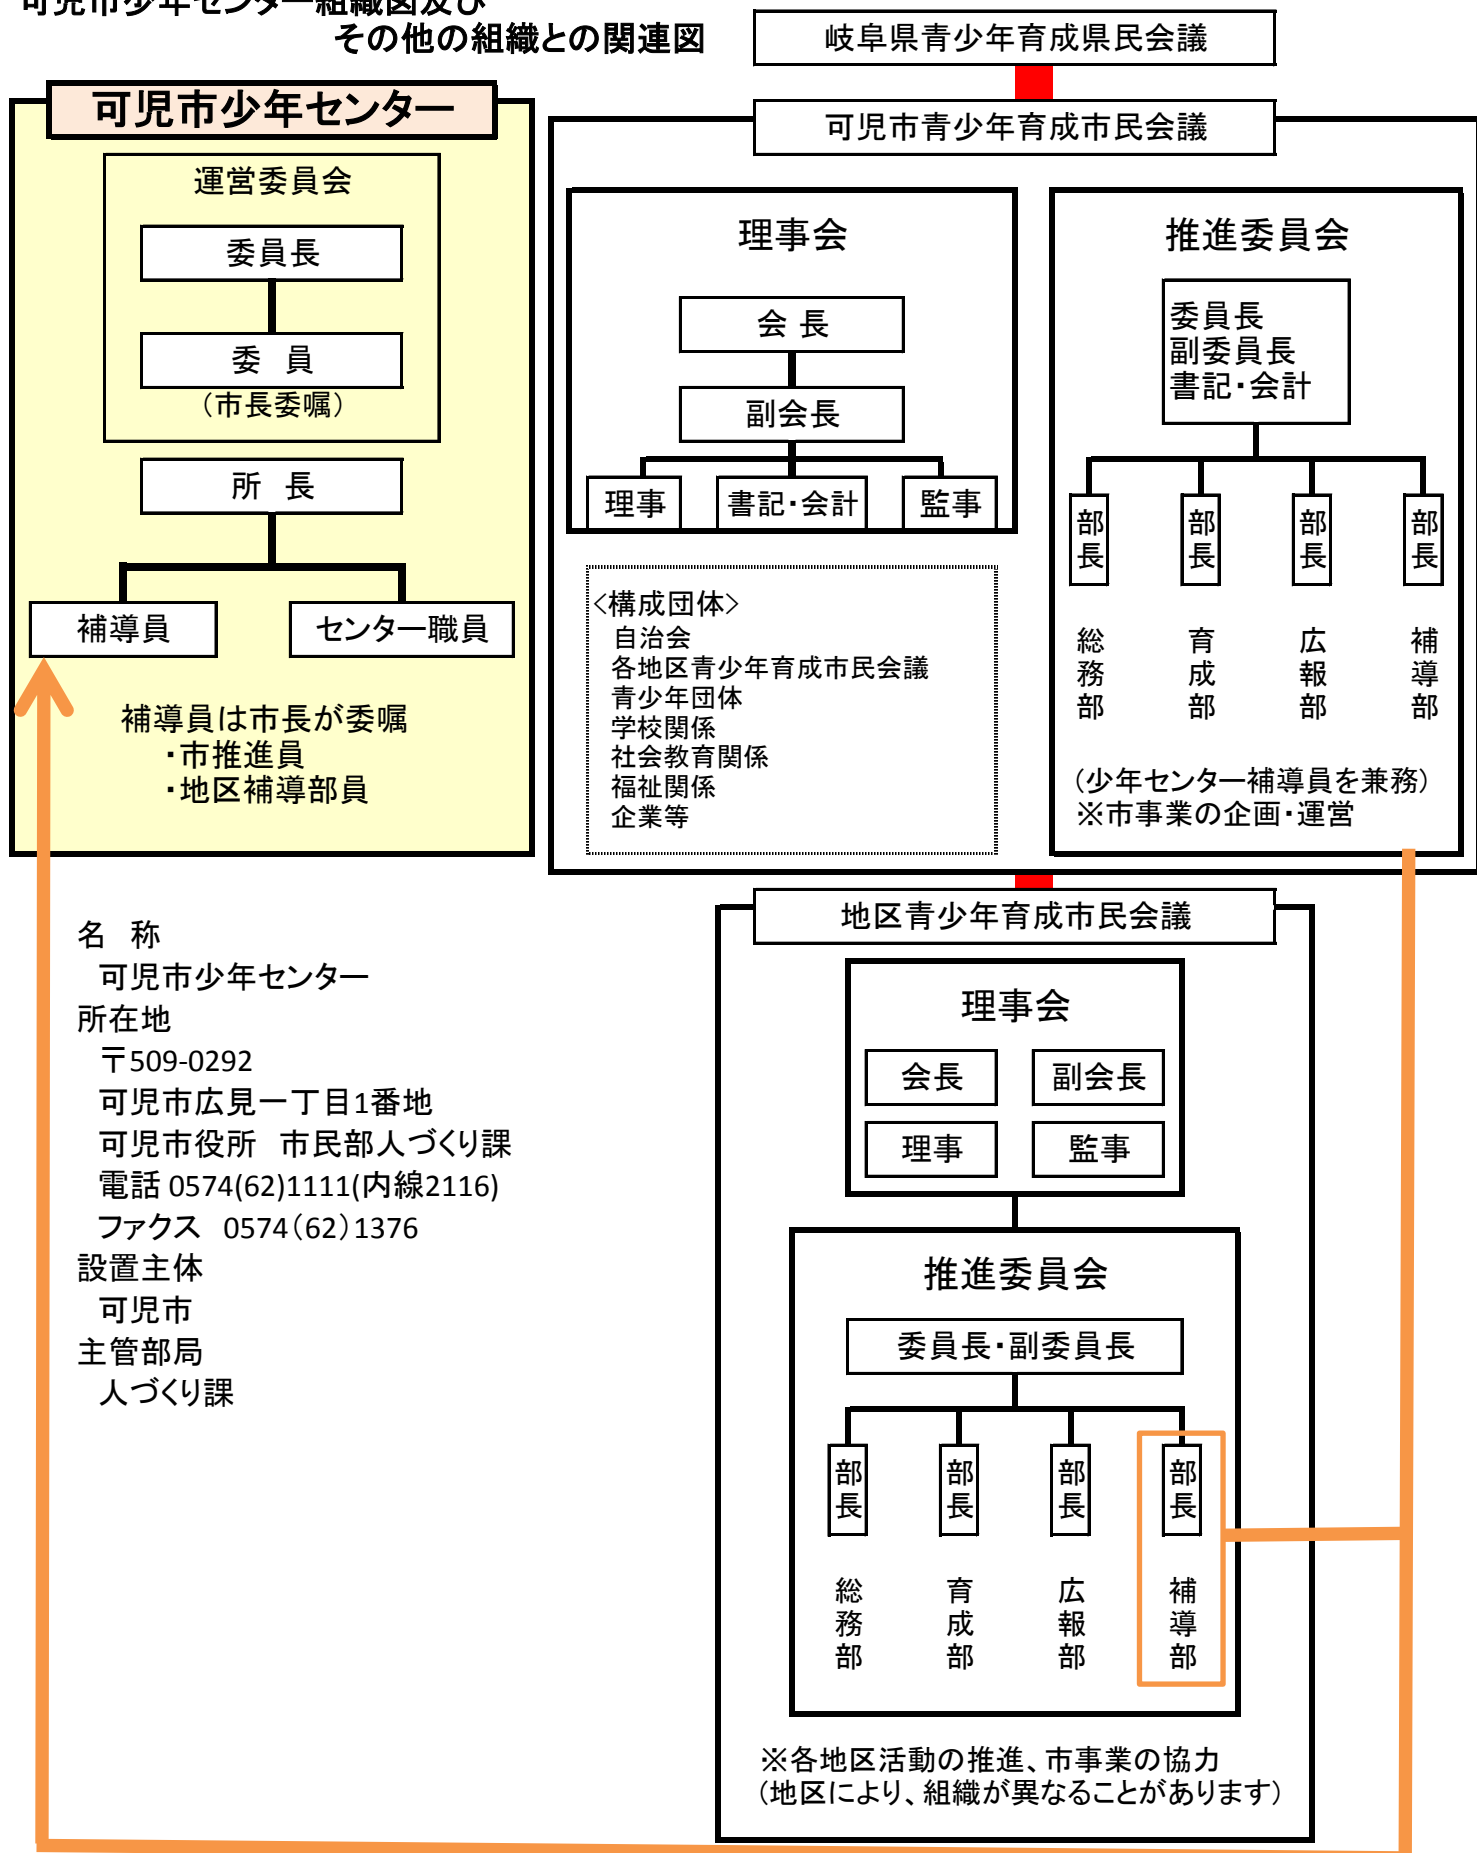 可児市少年センター組織図及び
その他の組織との関連図
可児市少年センター
運営委員会
委員長
委　員
（市長委嘱）
所　長
補導員
センター職員
補導員は市長が委嘱
・市推進員
・地区補導部員
岐阜県青少年育成県民会議
可児市青少年育成市民会議
理事会
会 長
副会長
理事
書記・会計
監事
<構成団体>
自治会
各地区青少年育成市民会議
青少年団体
学校関係
社会教育関係
福祉関係
企業等
推進委員会
委員長
副委員長
書記・会計
部長
部長
部長
部長
総務部
育成部
広報部
補導部
（少年センター補導員を兼務）
※市事業の企画・運営
名　称
可児市少年センター
所在地
〒509-0292
可児市広見一丁目1番地
可児市役所　市民部人づくり課
電話 0574(62)1111(内線2116)
ファクス　0574（62）1376
設置主体
可児市
主管部局
人づくり課
地区青少年育成市民会議
理事会
会長
副会長
理事
監事
推進委員会
委員長・副委員長
部長
部長
部長
部長
総務部
育成部
広報部
補導部
※各地区活動の推進、市事業の協力
（地区により、組織が異なることがあります）